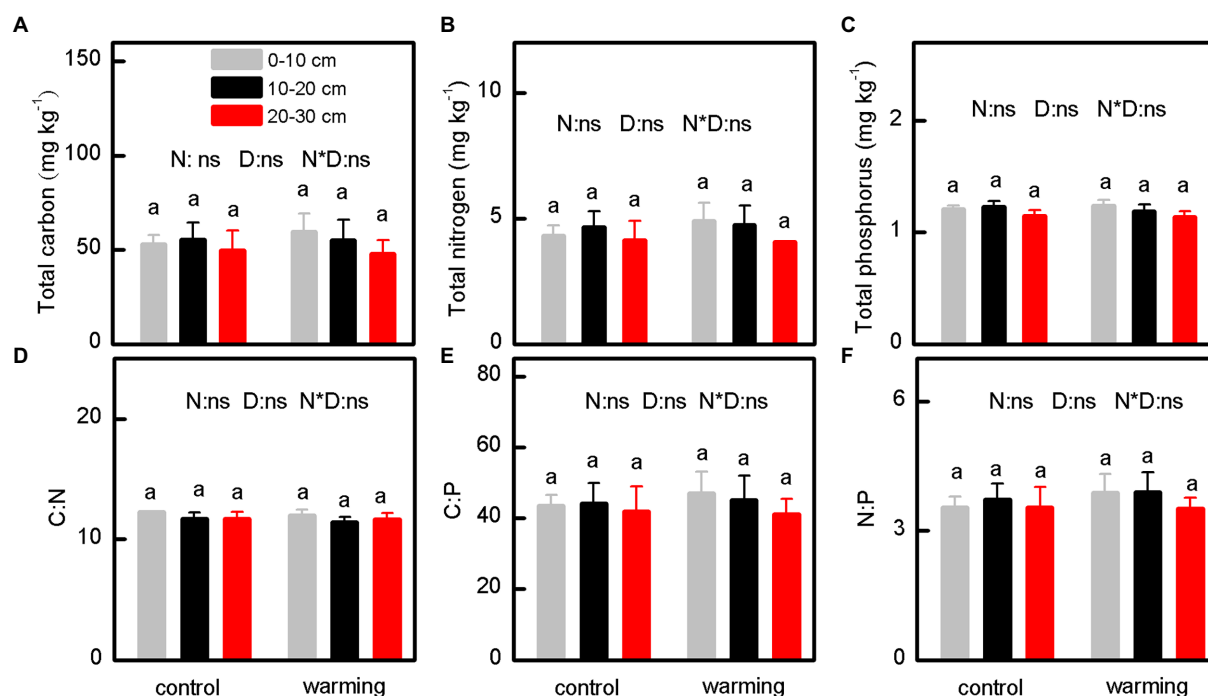 A
Total carbon (mg kg⁻¹)
150
100
50
0
0-10 cm
10-20 cm
20-30 cm
N: ns D:ns N*D:ns
a a a a a a
B
Total nitrogen (mg kg⁻¹)
10
5
0
N:ns D:ns N*D:ns
a a a a a a
C
Total phosphorus (mg kg⁻¹)
2
1
0
N:ns D:ns N*D:ns
a a a a a a
D
C:N
20
10
0
N:ns D:ns N*D:ns
a a a a a a
control warming
E
C:P
80
60
40
20
0
N:ns D:ns N*D:ns
a a a a a a
control warming
F
N:P
6
3
0
N:ns D:ns N*D:ns
a a a a a a
control warming